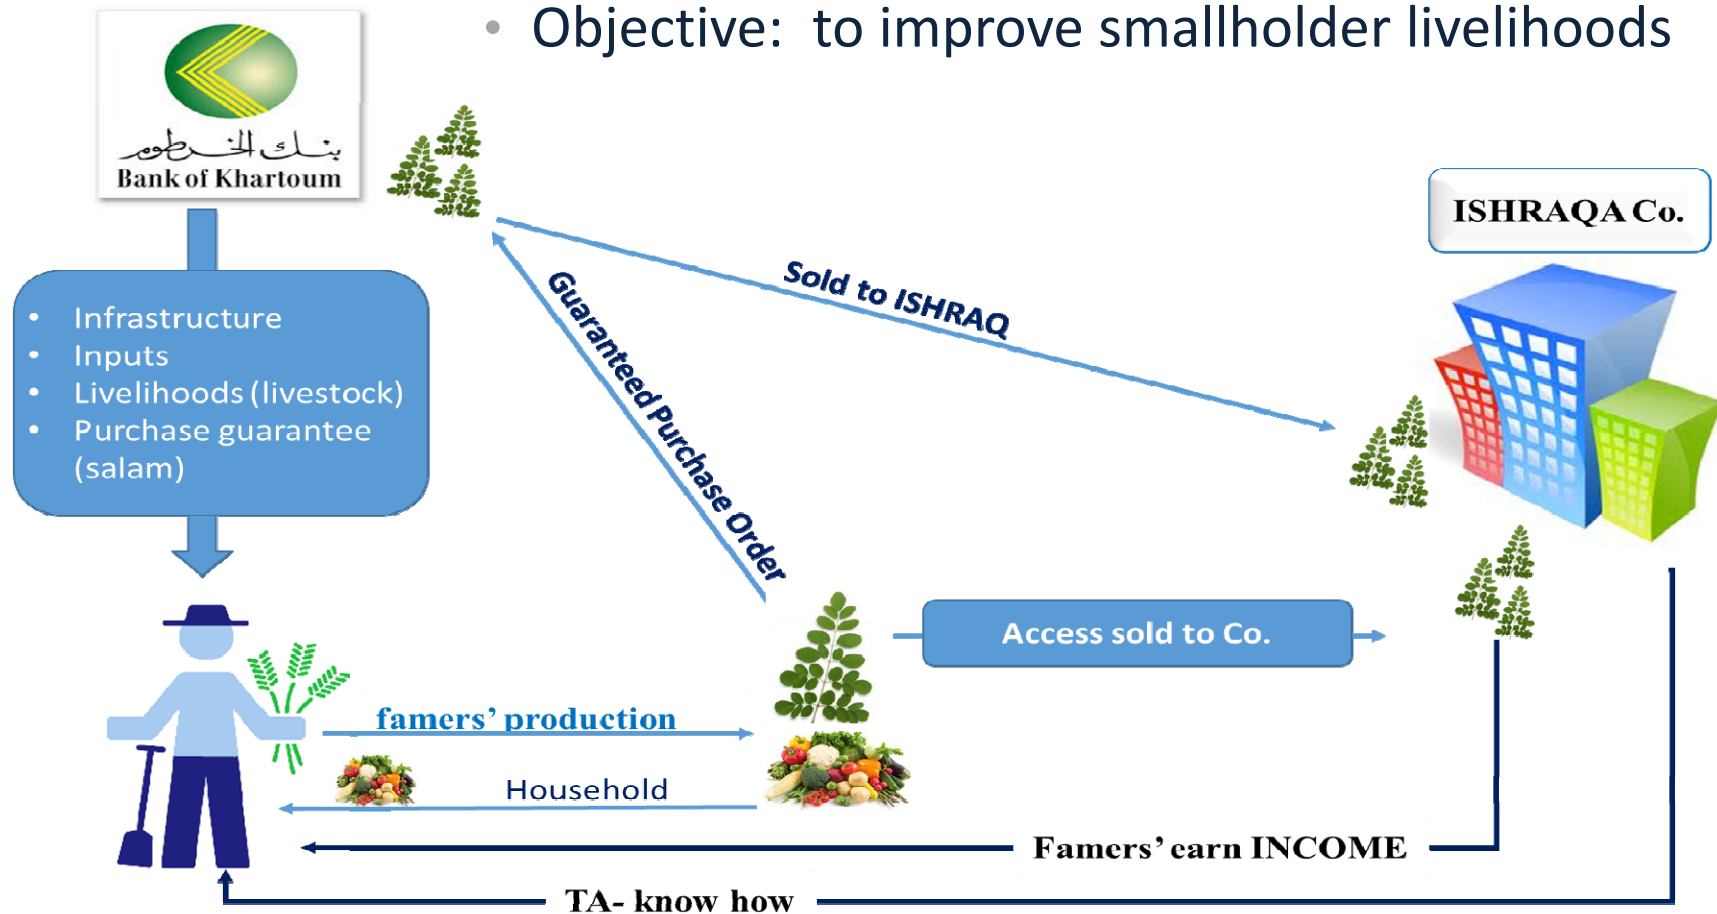 • Objective: to improve smallholder livelihoods
بنك الخرطوم
Bank of Khartoum
ISHRAQA Co.
• Infrastructure
• Inputs
• Livelihoods (livestock)
• Purchase guarantee
(salam)
Guaranteed Purchase Order
Sold to ISHRAQ
Access sold to Co.
famers’ production
Household
Famers’ earn INCOME
TA- know how